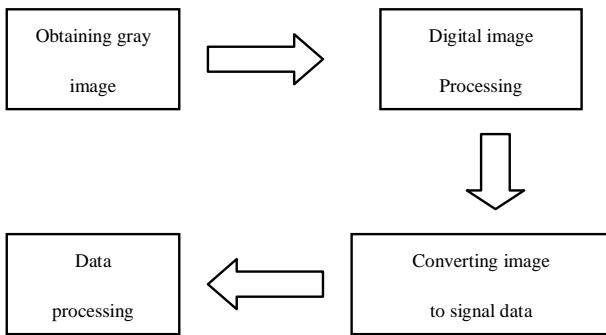 Obtaining gray
image
Digital image
Processing
Converting image
to signal data
Data
processing